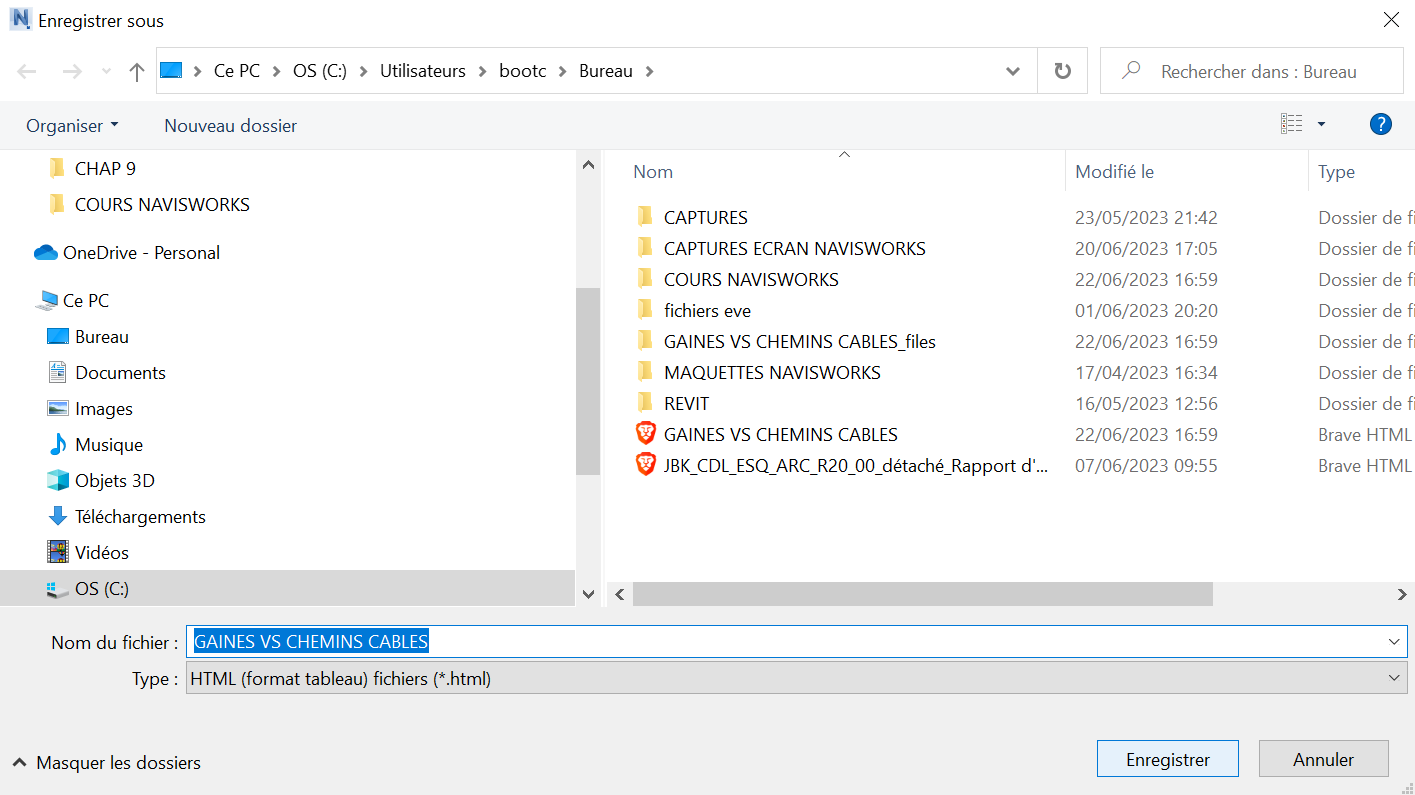 Enregistrer sous
Ce PC > OS (C:) > Utilisateurs > bootc > Bureau >
Rechercher dans : Bureau
Organiser
Nouveau dossier
CHAP 9
COURS NAVISWORKS
OneDrive - Personal
Ce PC
Bureau
Documents
Images
Musique
Objets 3D
Téléchargements
Vidéos
OS (C:)
Nom Modifié le Type
CAPTURES 23/05/2023 21:42 Dossier de fi
CAPTURES ECRAN NAVISWORKS 20/06/2023 17:05 Dossier de fi
COURS NAVISWORKS 22/06/2023 16:59 Dossier de fi
fichiers eve 01/06/2023 20:20 Dossier de fi
GAINES VS CHEMINS CABLES_files 22/06/2023 16:59 Dossier de fi
MAQUETTES NAVISWORKS 17/04/2023 16:34 Dossier de fi
REVIT 16/05/2023 12:56 Dossier de fi
GAINES VS CHEMINS CABLES 22/06/2023 16:59 Brave HTML
JBK_CDL_ESQ_ARC_R20_00_détaché_Rapport d'... 07/06/2023 09:55 Brave HTML
Nom du fichier : GAINES VS CHEMINS CABLES
Type : HTML (format tableau) fichiers (*.html)
Masquer les dossiers
Enregistrer
Annuler